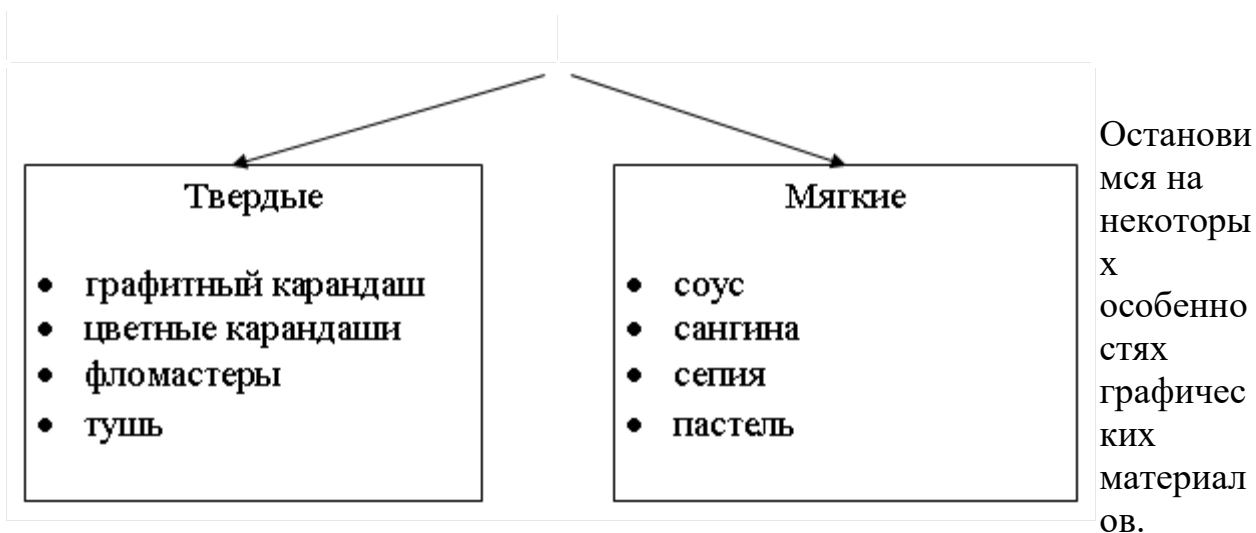 Твердые
• графитный карандаш
• цветные карандаши
• фломастеры
• тушь
Мягкие
• соус
• сангина
• сепия
• пастель
Останови
мся на
некоторы
х
особенно
стях
графичес
ких
материал
ов.